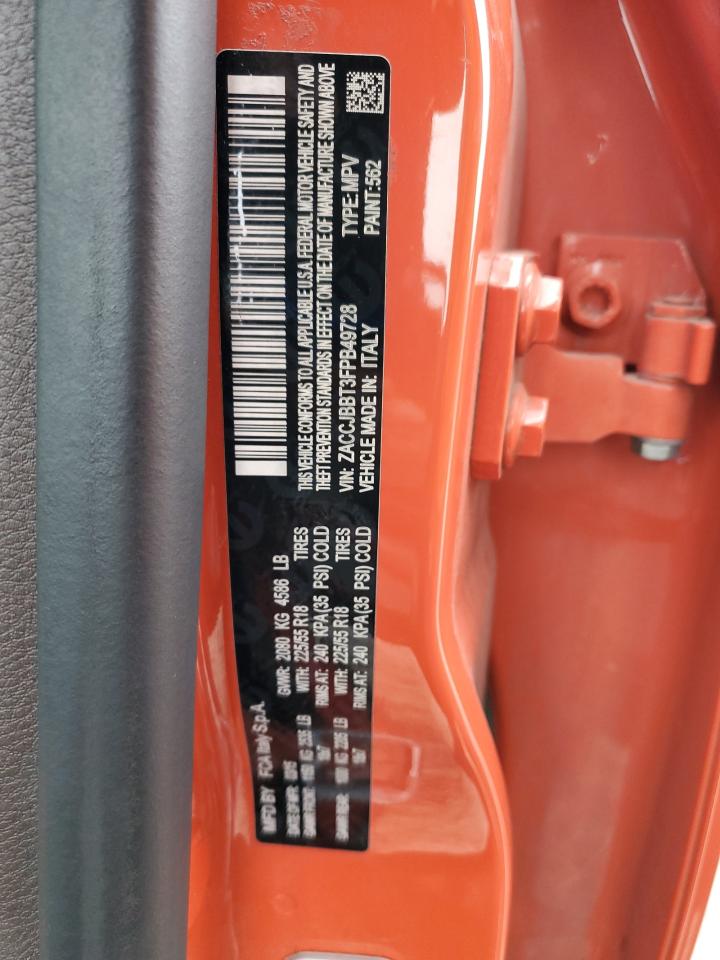 MFD BY FCA Italy S.p.A.
GVWR: 2080 KG 4586 LB
WITH: 225/55 R18 TIRES
RIMS AT: 240 KPA(35 PSI) COLD
WITH: 225/55 R18 TIRES
RIMS AT: 240 KPA(35 PSI) COLD
THIS VEHICLE CONFORMS TO ALL APPLICABLE U.S.A. FEDERAL MOTOR VEHICLE SAFETY AND
THEFT PREVENTION STANDARDS IN EFFECT ON THE DATE OF MANUFACTURE SHOWN ABOVE
VIN: ZACCJBBT3FPB49728 TYPE: MPV
VEHICLE MADE IN: ITALY PAINT:562